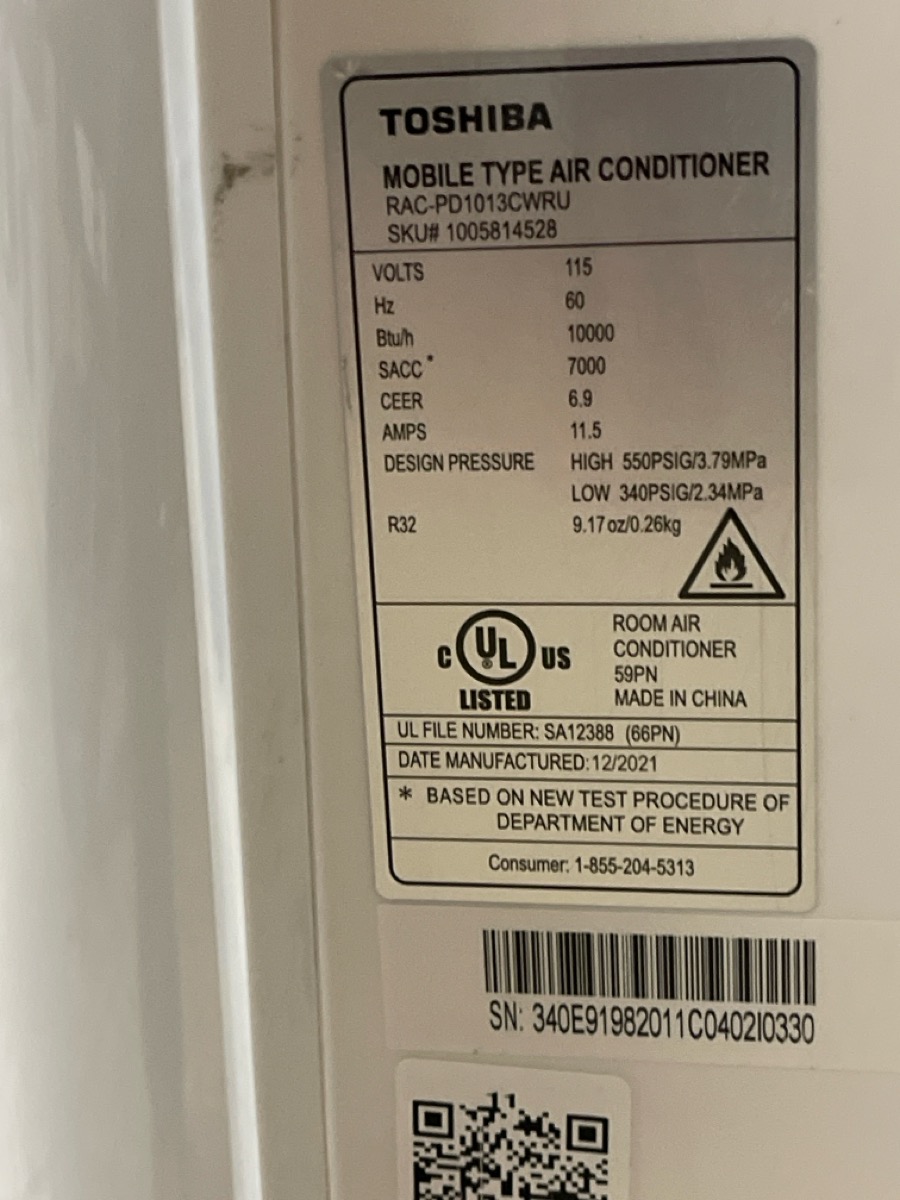 TOSHIBA
MOBILE TYPE AIR CONDITIONER
RAC-PD1013CWRU
SKU# 1005814528
VOLTS 115
Hz 60
Btu/h 10000
SACC* 7000
CEER 6.9
AMPS 11.5
DESIGN PRESSURE HIGH 550PSIG/3.79MPa
LOW 340PSIG/2.34MPa
R32 9.17oz/0.26kg
C UL® US
LISTED
ROOM AIR
CONDITIONER
59PN
MADE IN CHINA
UL FILE NUMBER: SA12388 (66PN)
DATE MANUFACTURED: 12/2021
* BASED ON NEW TEST PROCEDURE OF
DEPARTMENT OF ENERGY
Consumer: 1-855-204-5313
SN: 340E91982011C0402I0330